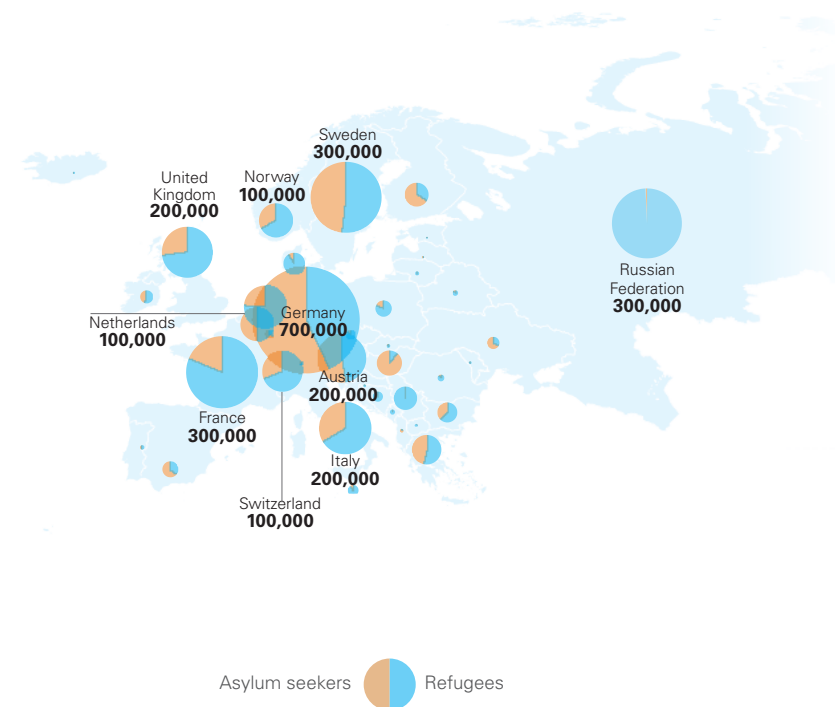 Sweden
300,000
United
Kingdom
200,000
Norway
100,000
Russian
Federation
300,000
Germany
700,000
Netherlands
100,000
Austria
200,000
France
300,000
Italy
200,000
Switzerland
100,000
Asylum seekers
Refugees